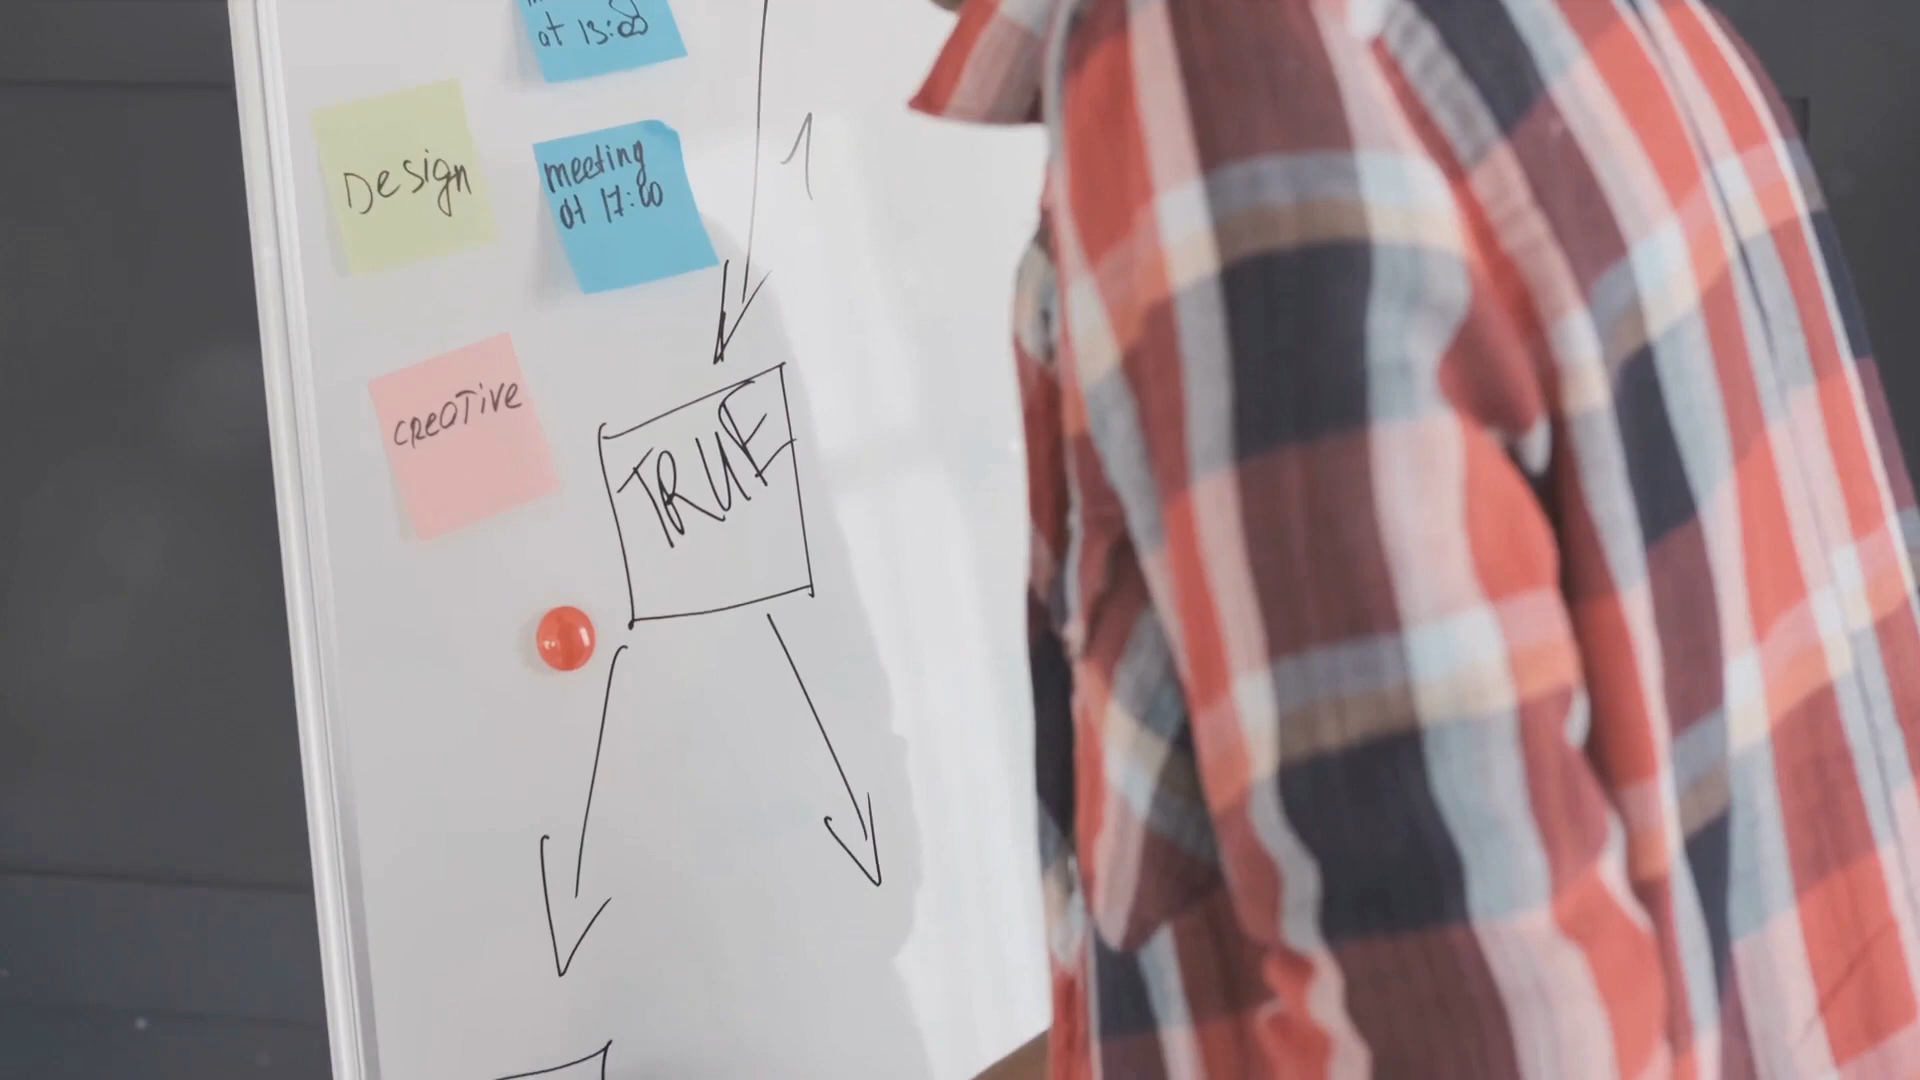 at 13:00
Design
meeting
at 17:00
1
creative
TRUE